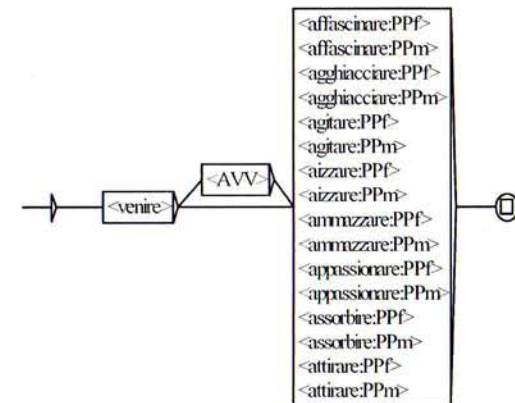 <venire>
<AVV>
<affascinare:PPf>
<affascinare:PPm>
<agghiacciare:PPf>
<agghiacciare:PPm>
<agitare:PPf>
<agitare:PPm>
<aizzare:PPf>
<aizzare:PPm>
<ammazzare:PPf>
<ammazzare:PPm>
<appassionare:PPf>
<appassionare:PPm>
<assorbire:PPf>
<assorbire:PPm>
<attirare:PPf>
<attirare:PPm>